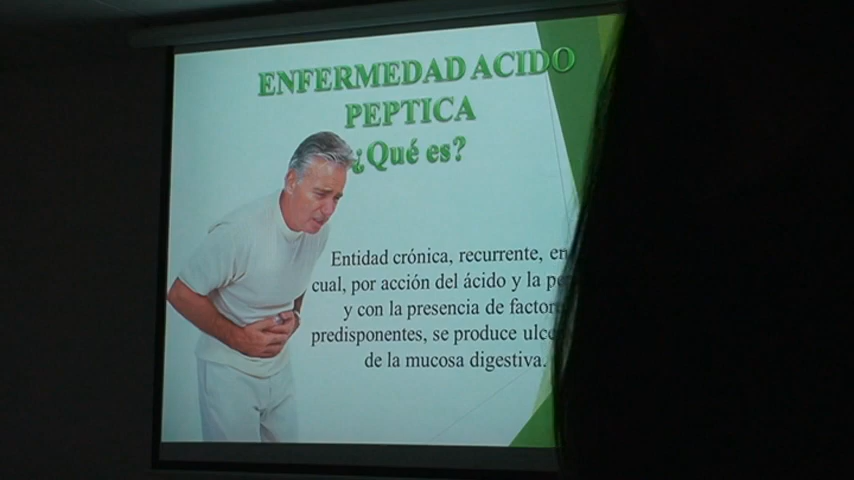 ENFERMEDAD ACIDO
PEPTICA
¿Qué es?
Entidad crónica, recurrente, en
cual, por acción del ácido y la
y con la presencia de
predisponentes, se produce
de la mucosa digestiva.